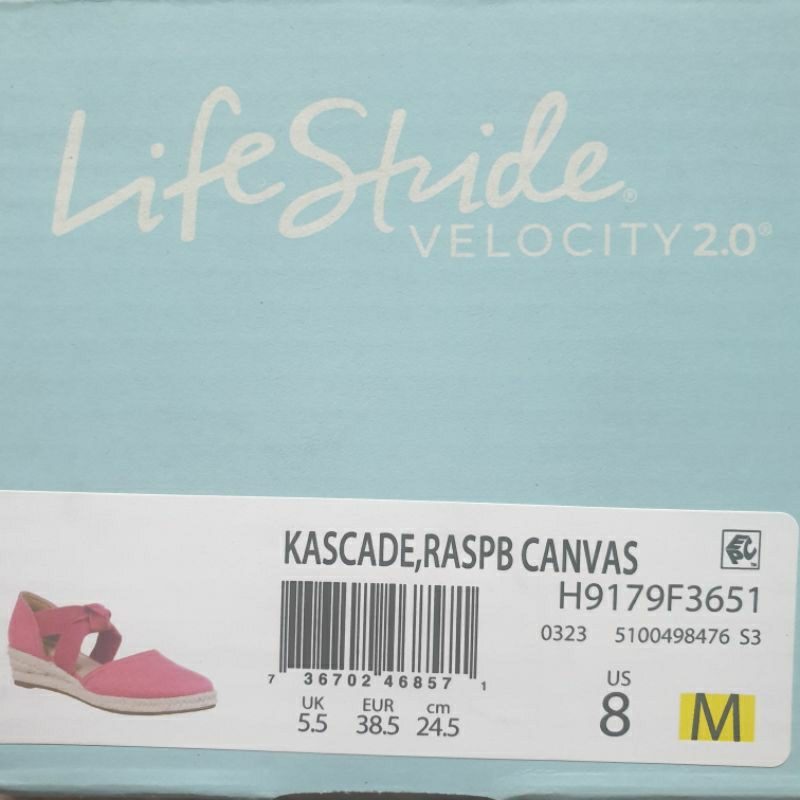 LifeStride®
VELOCITY 2.0®
KASCADE,RASPB CANVAS
EPC™
H9179F3651
0323 5100498476 S3
7 36702 46857 1
UK EUR cm US
5.5 38.5 24.5 8 M